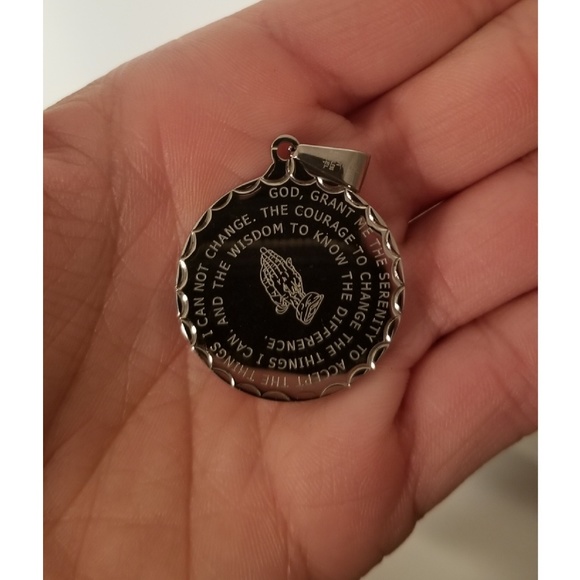 GOD, GRANT ME THE SERENITY TO ACCEPT THE THINGS I CAN NOT CHANGE. THE COURAGE TO CHANGE THE THINGS I CAN, AND THE WISDOM TO KNOW THE DIFFERENCE.